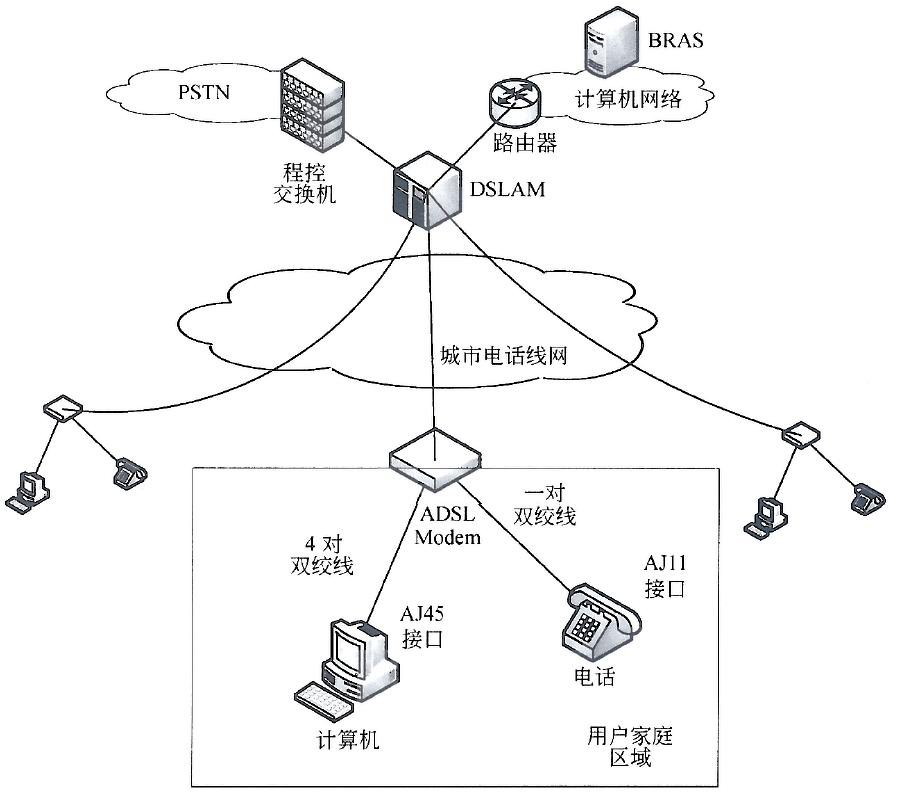 BRAS
PSTN
计算机网络
路由器
程控
交换机
DSLAM
城市电话线网
ADSL
Modem
一对
双绞线
4 对
双绞线
AJ45
接口
AJ11
接口
计算机
电话
用户家庭
区域